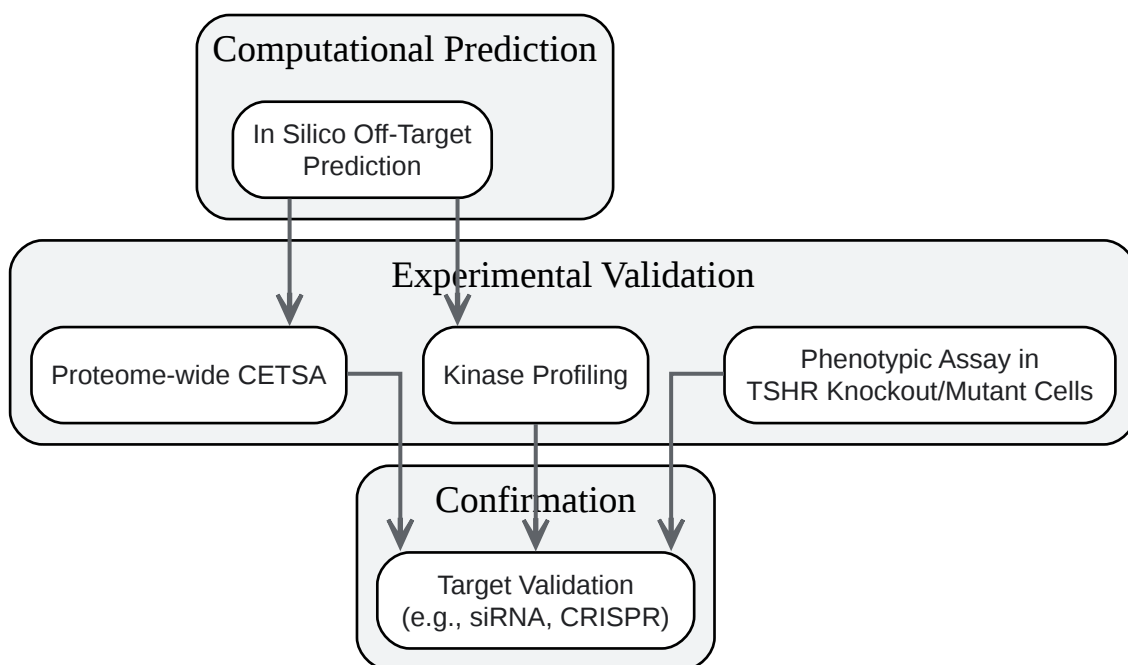 Computational Prediction
In Silico Off-Target
Prediction
Experimental Validation
Proteome-wide CETSA
Kinase Profiling
Phenotypic Assay in
TSHR Knockout/Mutant Cells
Confirmation
Target Validation
(e.g., siRNA, CRISPR)